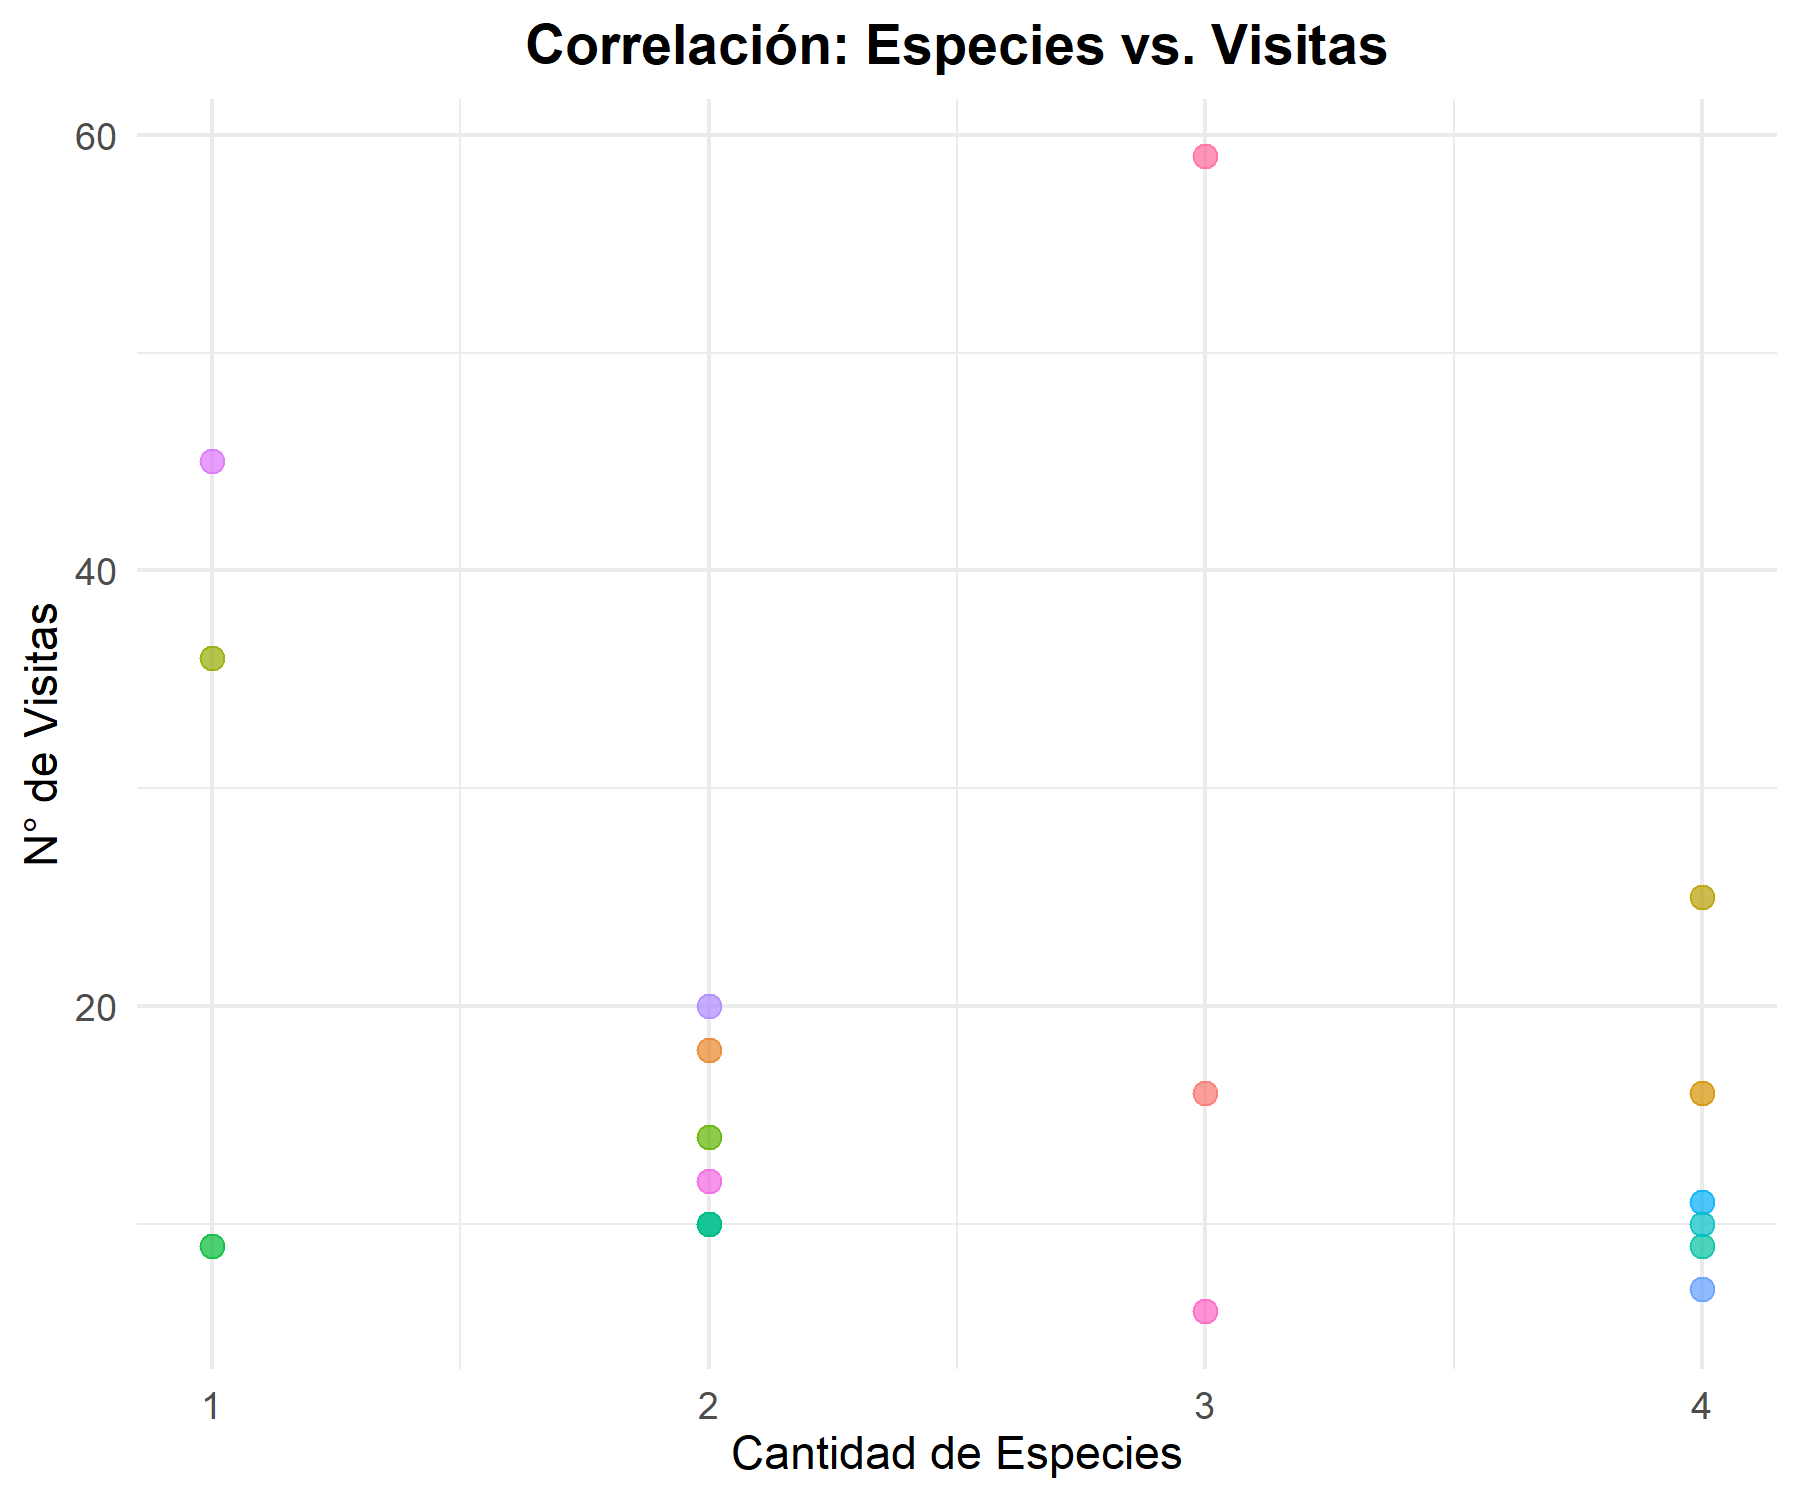 Correlación: Especies vs. Visitas
60
40
20
N° de Visitas
1 2 3 4
Cantidad de Especies